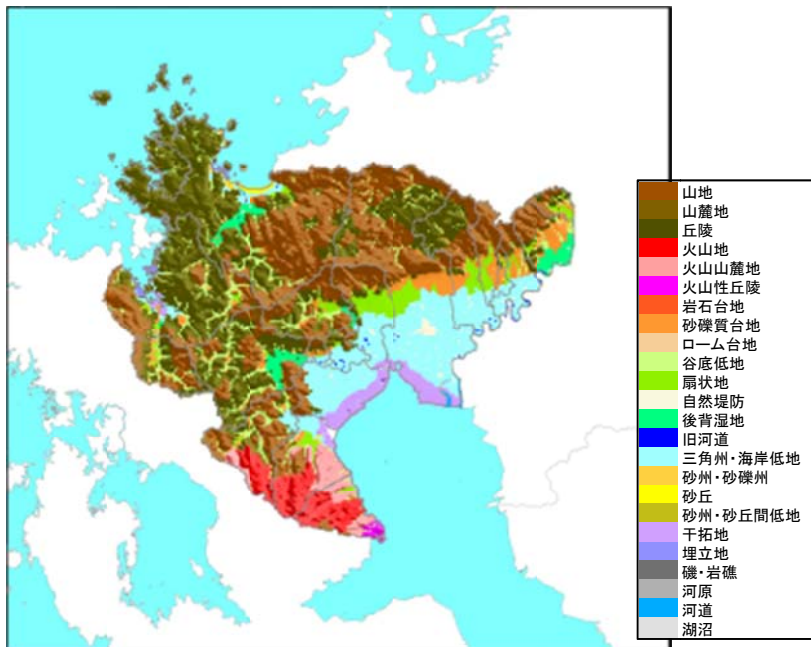 山地
山麓地
丘陵
火山地
火山山麓地
火山性丘陵
岩石台地
砂礫質台地
ローム台地
谷底低地
扇状地
自然堤防
後背湿地
旧河道
三角州・海岸低地
砂州・砂礫州
砂丘
砂州・砂丘間低地
干拓地
埋立地
磯・岩礁
河原
河道
湖沼